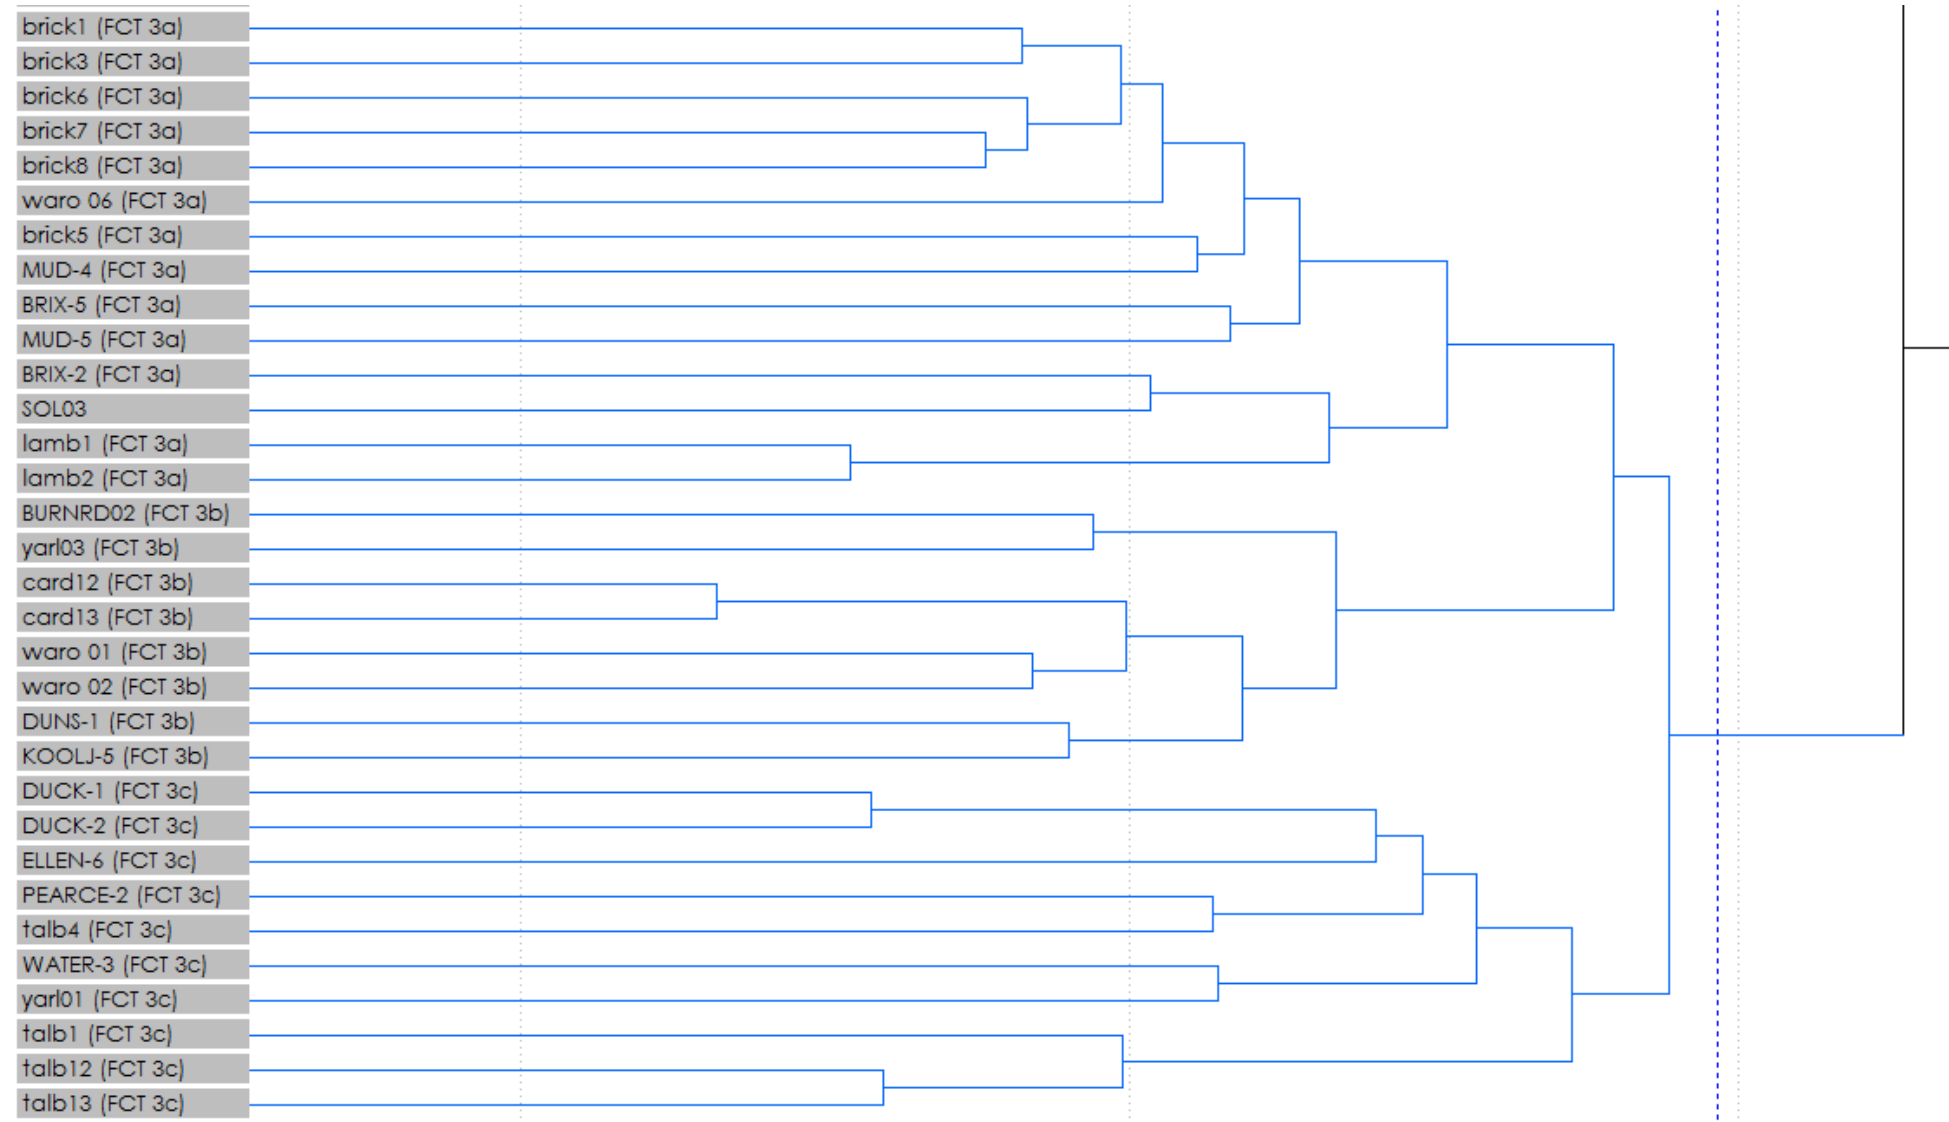 brick1 (FCT 3a)
brick3 (FCT 3a)
brick6 (FCT 3a)
brick7 (FCT 3a)
brick8 (FCT 3a)
waro 06 (FCT 3a)
brick5 (FCT 3a)
MUD-4 (FCT 3a)
BRIX-5 (FCT 3a)
MUD-5 (FCT 3a)
BRIX-2 (FCT 3a)
SOL03
lamb1 (FCT 3a)
lamb2 (FCT 3a)
BURNRD02 (FCT 3b)
yarl03 (FCT 3b)
card12 (FCT 3b)
card13 (FCT 3b)
waro 01 (FCT 3b)
waro 02 (FCT 3b)
DUNS-1 (FCT 3b)
KOOLJ-5 (FCT 3b)
DUCK-1 (FCT 3c)
DUCK-2 (FCT 3c)
ELLEN-6 (FCT 3c)
PEARCE-2 (FCT 3c)
talb4 (FCT 3c)
WATER-3 (FCT 3c)
yarl01 (FCT 3c)
talb1 (FCT 3c)
talb12 (FCT 3c)
talb13 (FCT 3c)